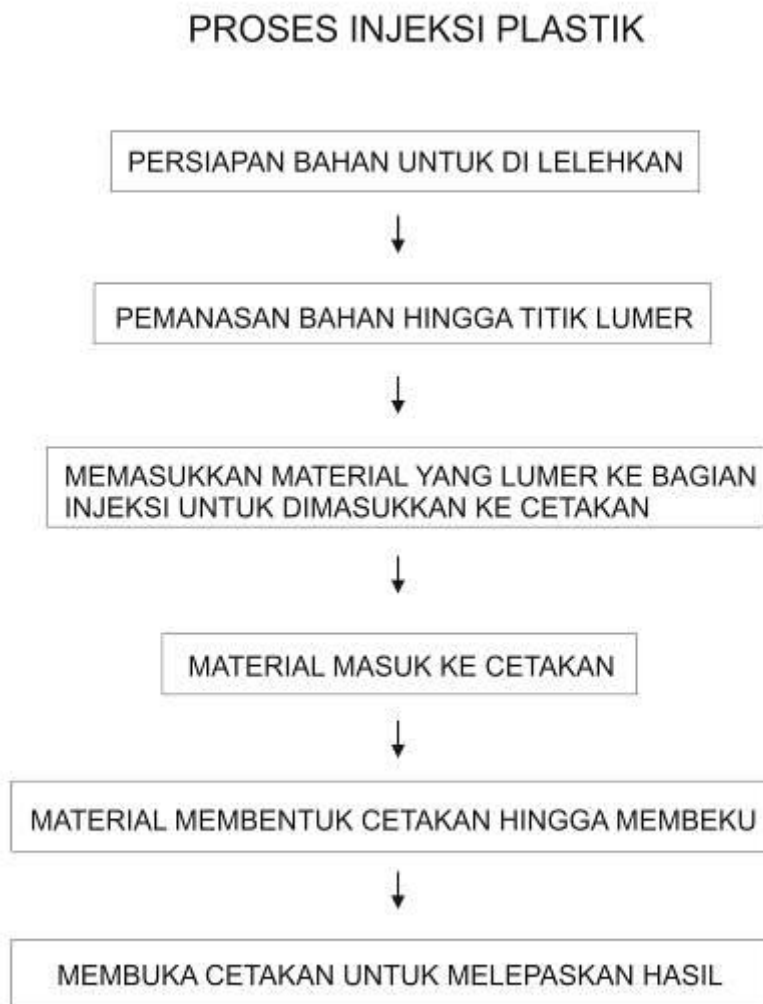 PROSES INJEKSI PLASTIK
PERSIAPAN BAHAN UNTUK DI LELEHKAN
PEMANASAN BAHAN HINGGA TITIK LUMER
MEMASUKKAN MATERIAL YANG LUMER KE BAGIAN
INJEKSI UNTUK DIMASUKKAN KE CETAKAN
MATERIAL MASUK KE CETAKAN
MATERIAL MEMBENTUK CETAKAN HINGGA MEMBEKU
MEMBUKA CETAKAN UNTUK MELEPASKAN HASIL